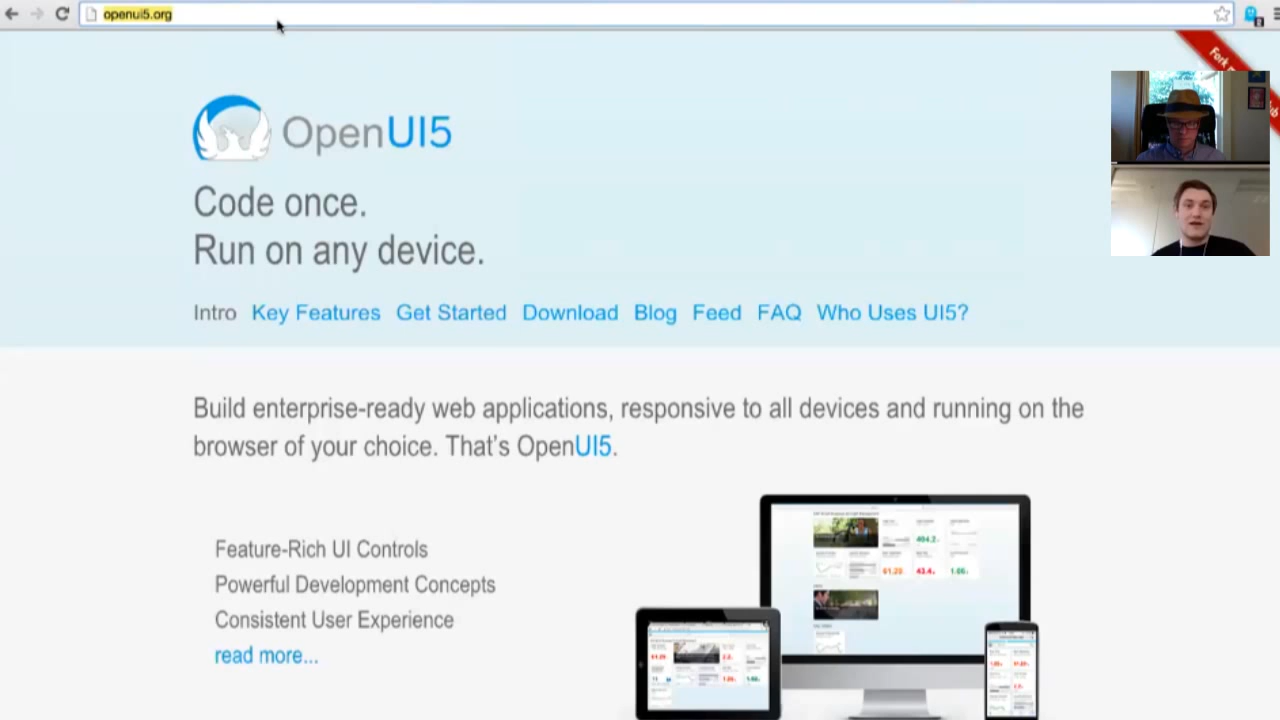 openui5.org
Fork
OpenUI5
Code once.
Run on any device.
Intro Key Features Get Started Download Blog Feed FAQ Who Uses UI5?
Build enterprise-ready web applications, responsive to all devices and running on the
browser of your choice. That's OpenUI5.
Feature-Rich UI Controls
Powerful Development Concepts
Consistent User Experience
read more...